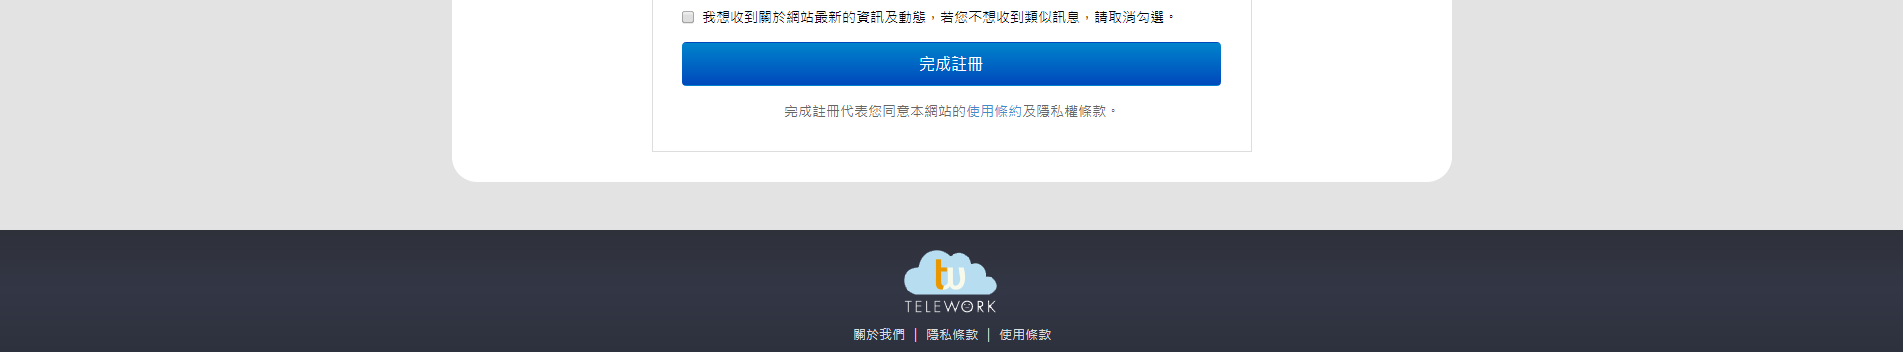 我想收到關於網站最新的資訊及動態，若您不想收到類似訊息，請取消勾選。
完成註冊
完成註冊代表您同意本網站的使用條約及隱私權條款。
tw
TELEWORK
關於我們 | 隱私條款 | 使用條款